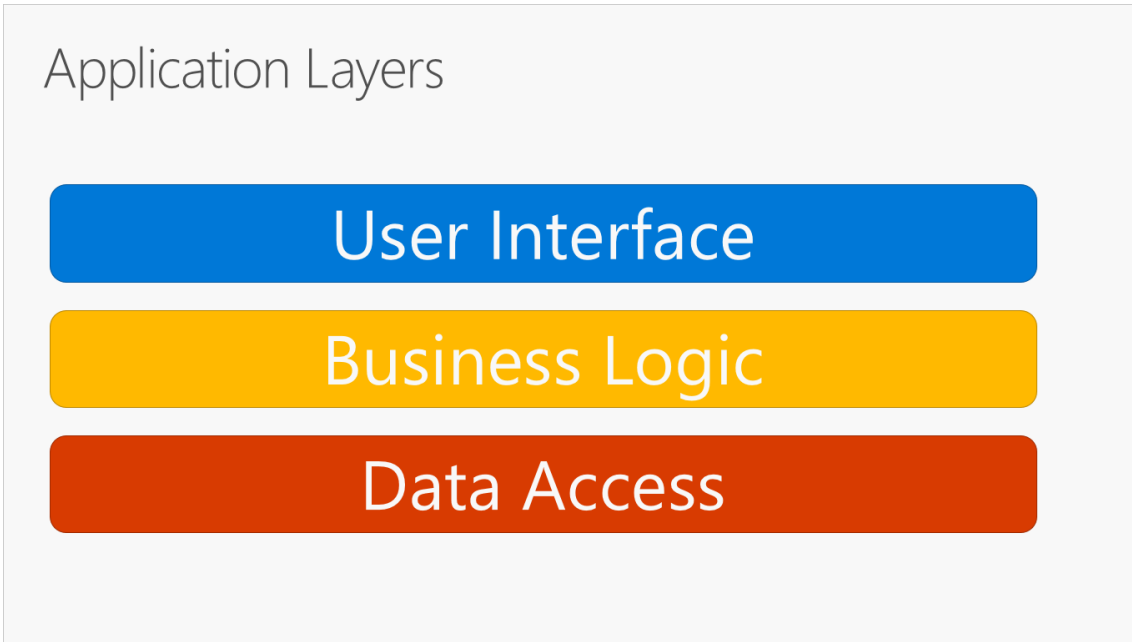 Application Layers
User Interface
Business Logic
Data Access